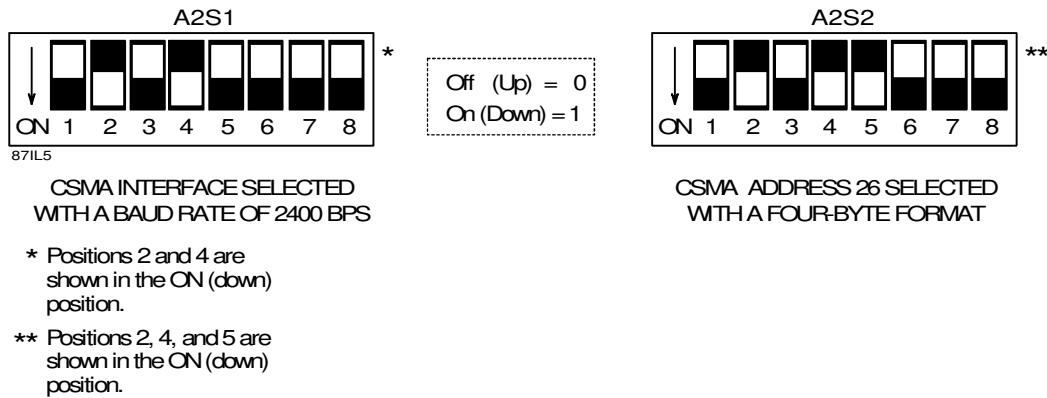 A2S1
*
ON 1 2 3 4 5 6 7 8
87IL5
CSMA INTERFACE SELECTED
WITH A BAUD RATE OF 2400 BPS
Off (Up) = 0
On (Down) = 1
A2S2
**
ON 1 2 3 4 5 6 7 8
CSMA ADDRESS 26 SELECTED
WITH A FOUR-BYTE FORMAT
* Positions 2 and 4 are
shown in the ON (down)
position.
** Positions 2, 4, and 5 are
shown in the ON (down)
position.